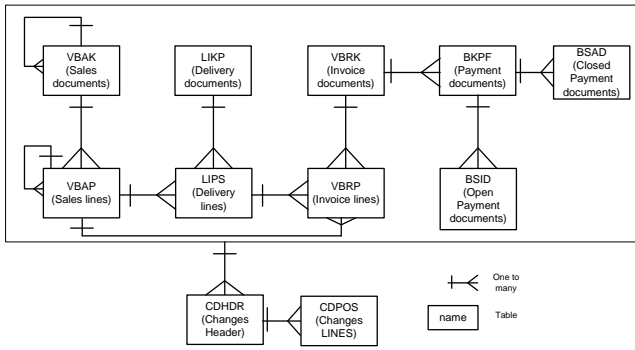 VBAK
(Sales
documents)
LIKP
(Delivery
documents)
VBRK
(Invoice
documents)
BKPF
(Payment
documents)
BSAD
(Closed
Payment
documents)
VBAP
(Sales lines)
LIPS
(Delivery
lines)
VBRP
(Invoice lines)
BSID
(Open
Payment
documents)
CDHDR
(Changes
Header)
CDPOS
(Changes
LINES)
One to
many
name
Table